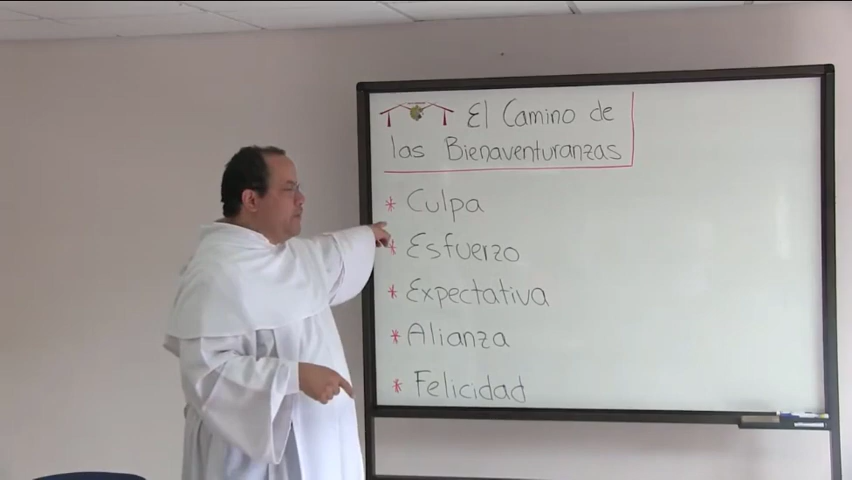 El Camino de
las Bienaventuranzas
* Culpa
* Esfuerzo
* Expectativa
* Alianza
* Felicidad